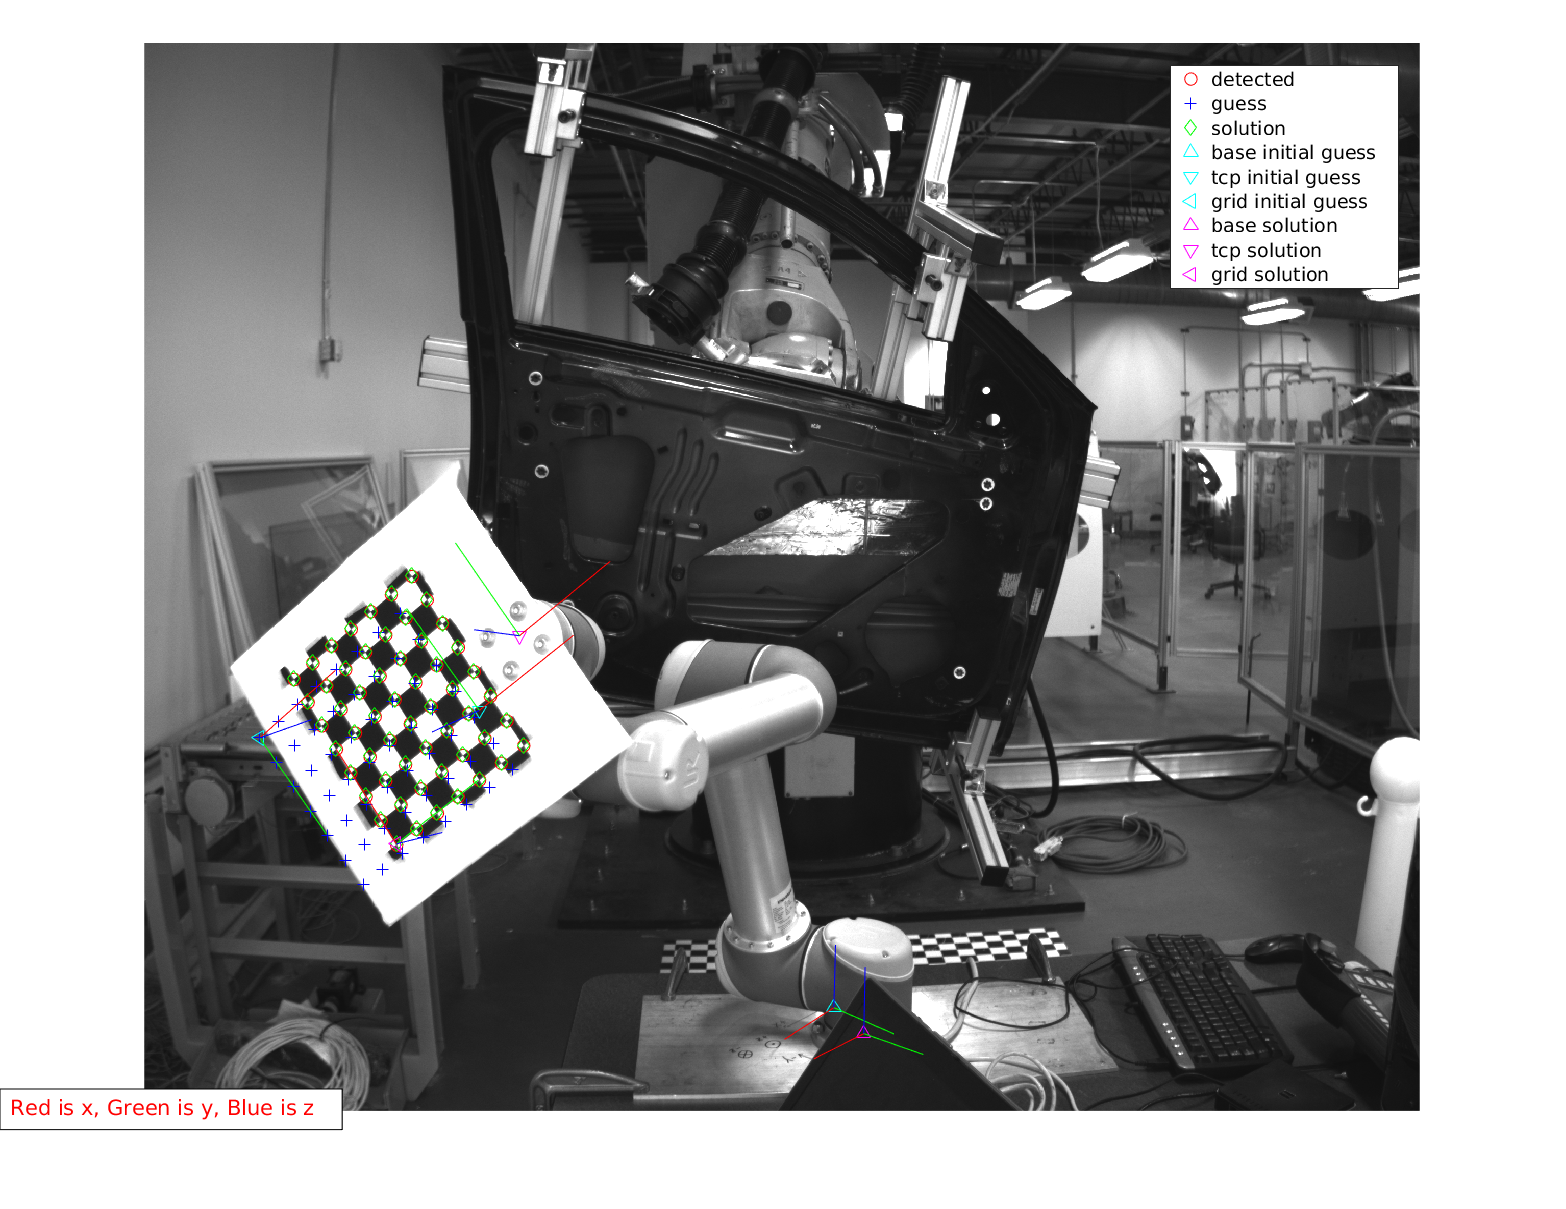 detected
guess
solution
base initial guess
tcp initial guess
grid initial guess
base solution
tcp solution
grid solution
Red is x, Green is y, Blue is z